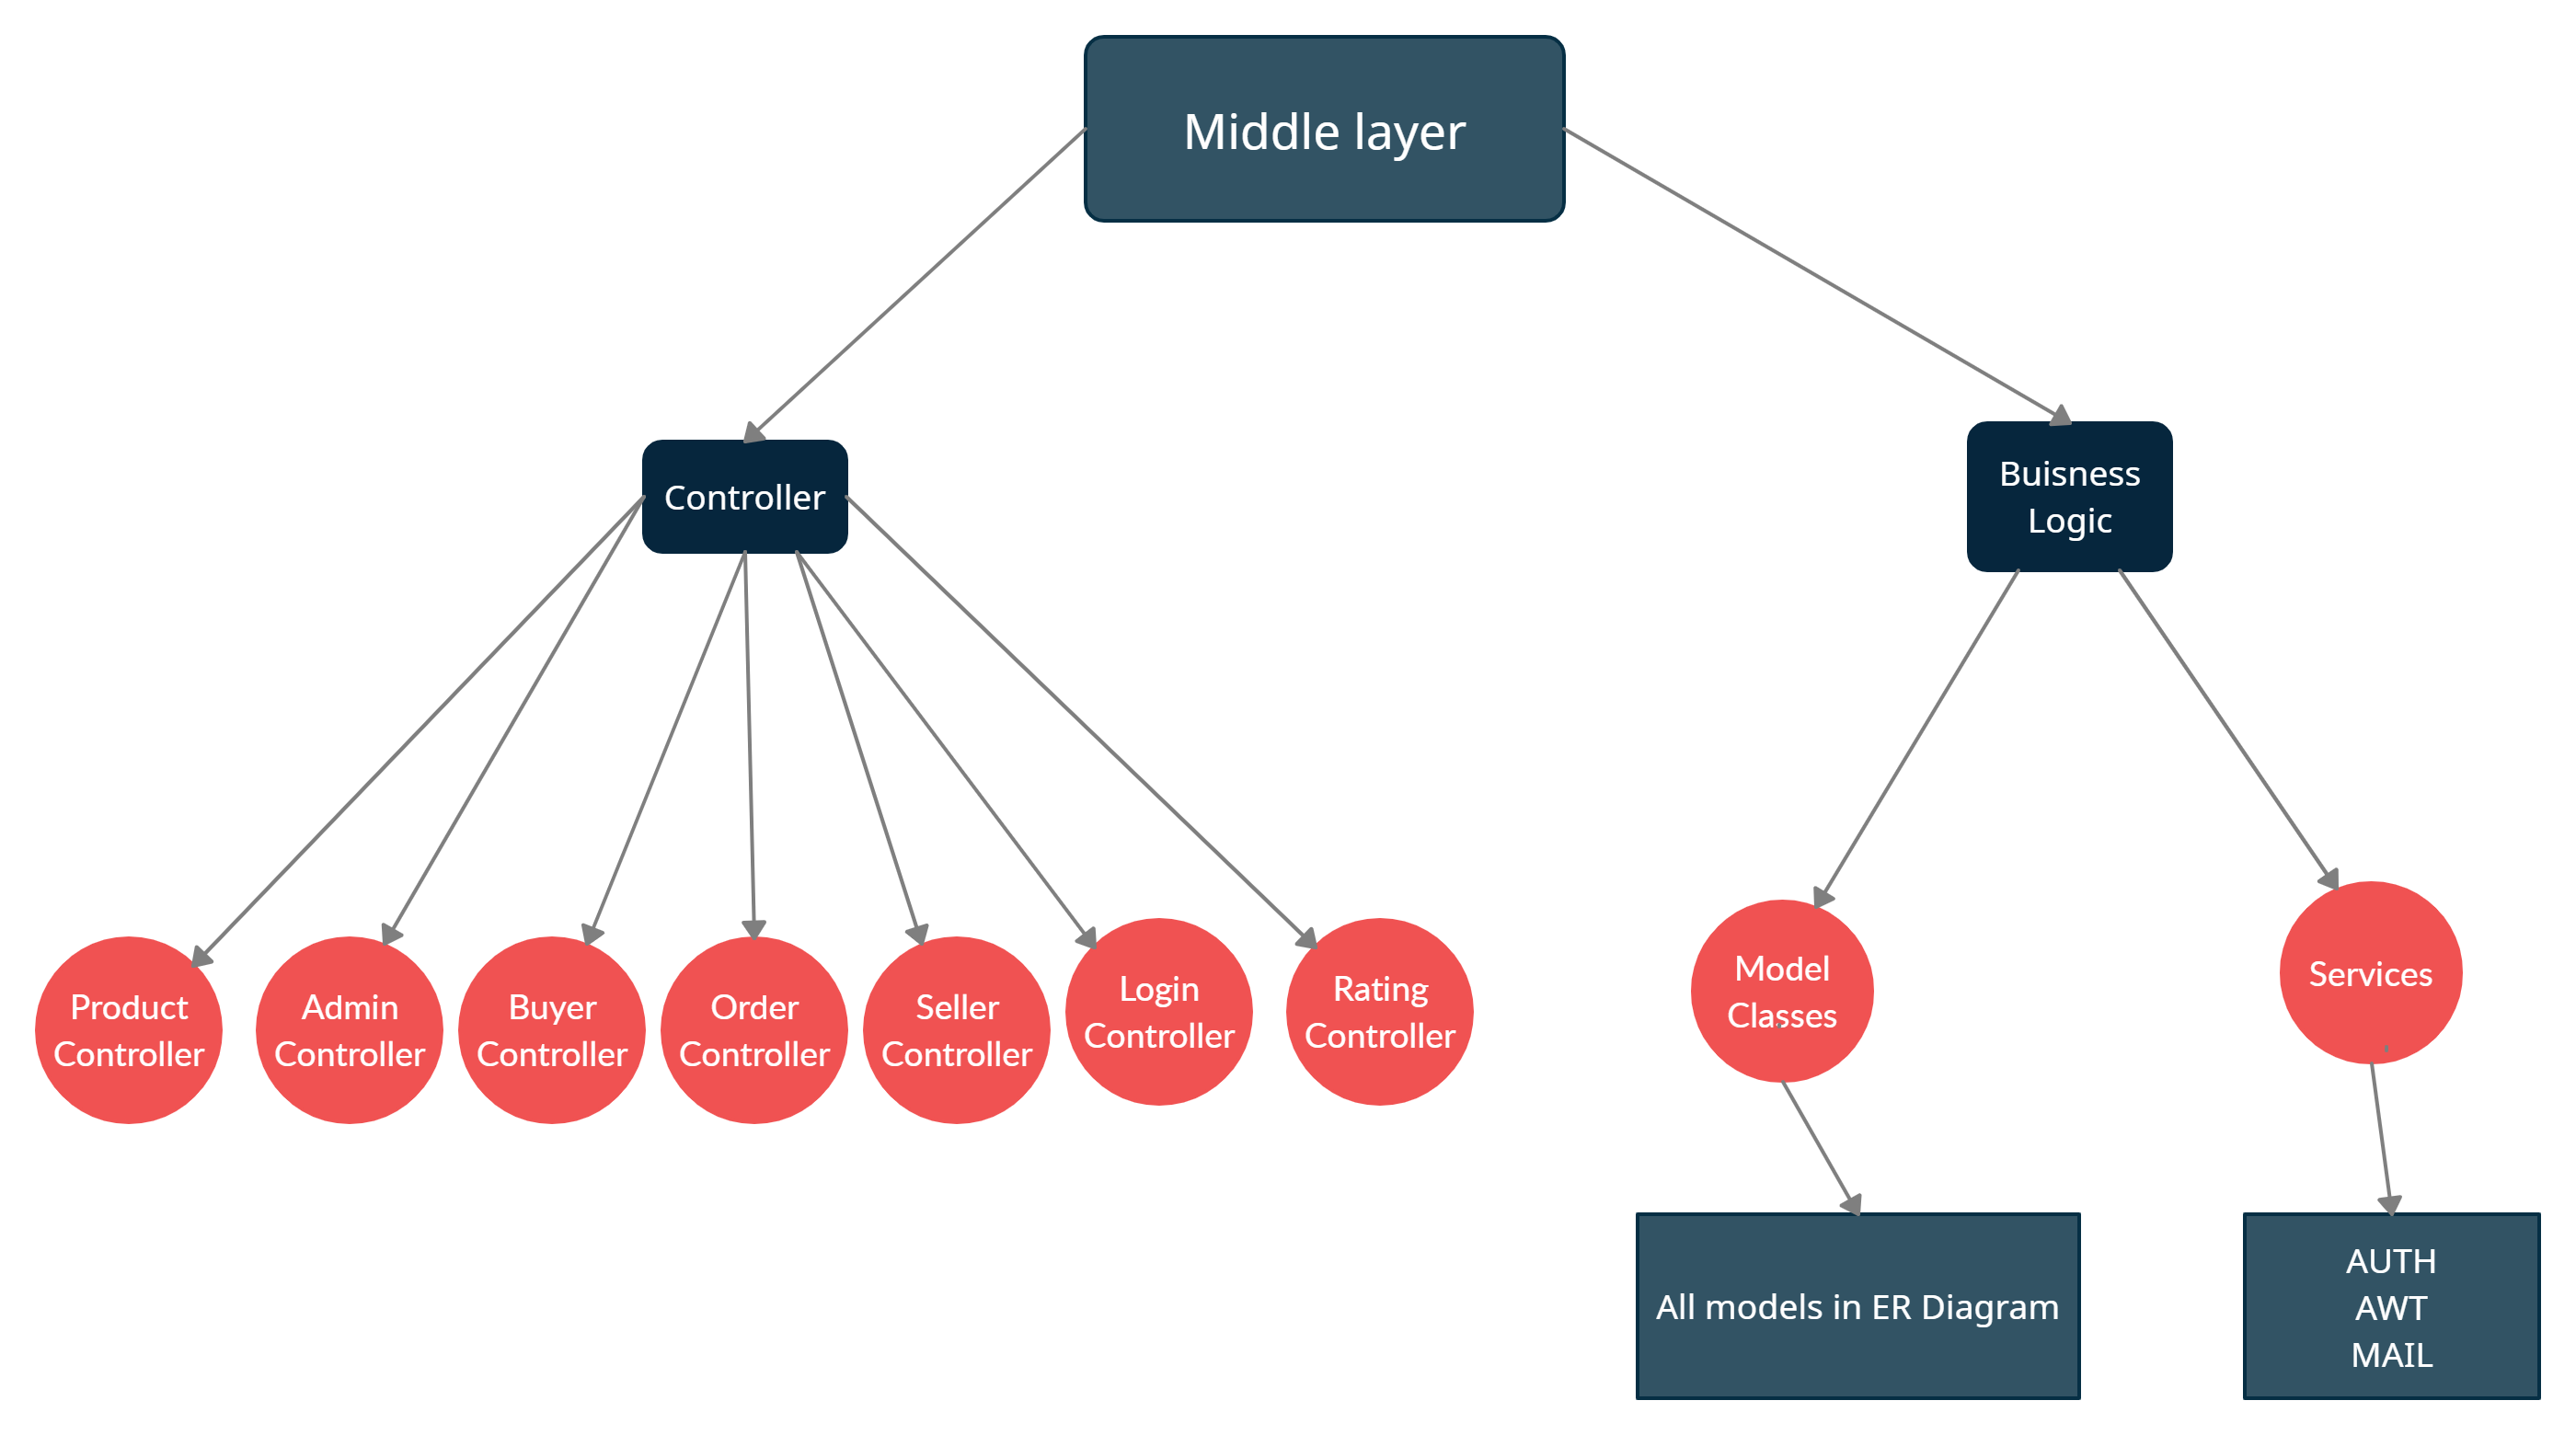 Middle layer
Controller
Buisness
Logic
Product
Controller
Admin
Controller
Buyer
Controller
Order
Controller
Seller
Controller
Login
Controller
Rating
Controller
Model
Classes
Services
All models in ER Diagram
AUTH
AWT
MAIL